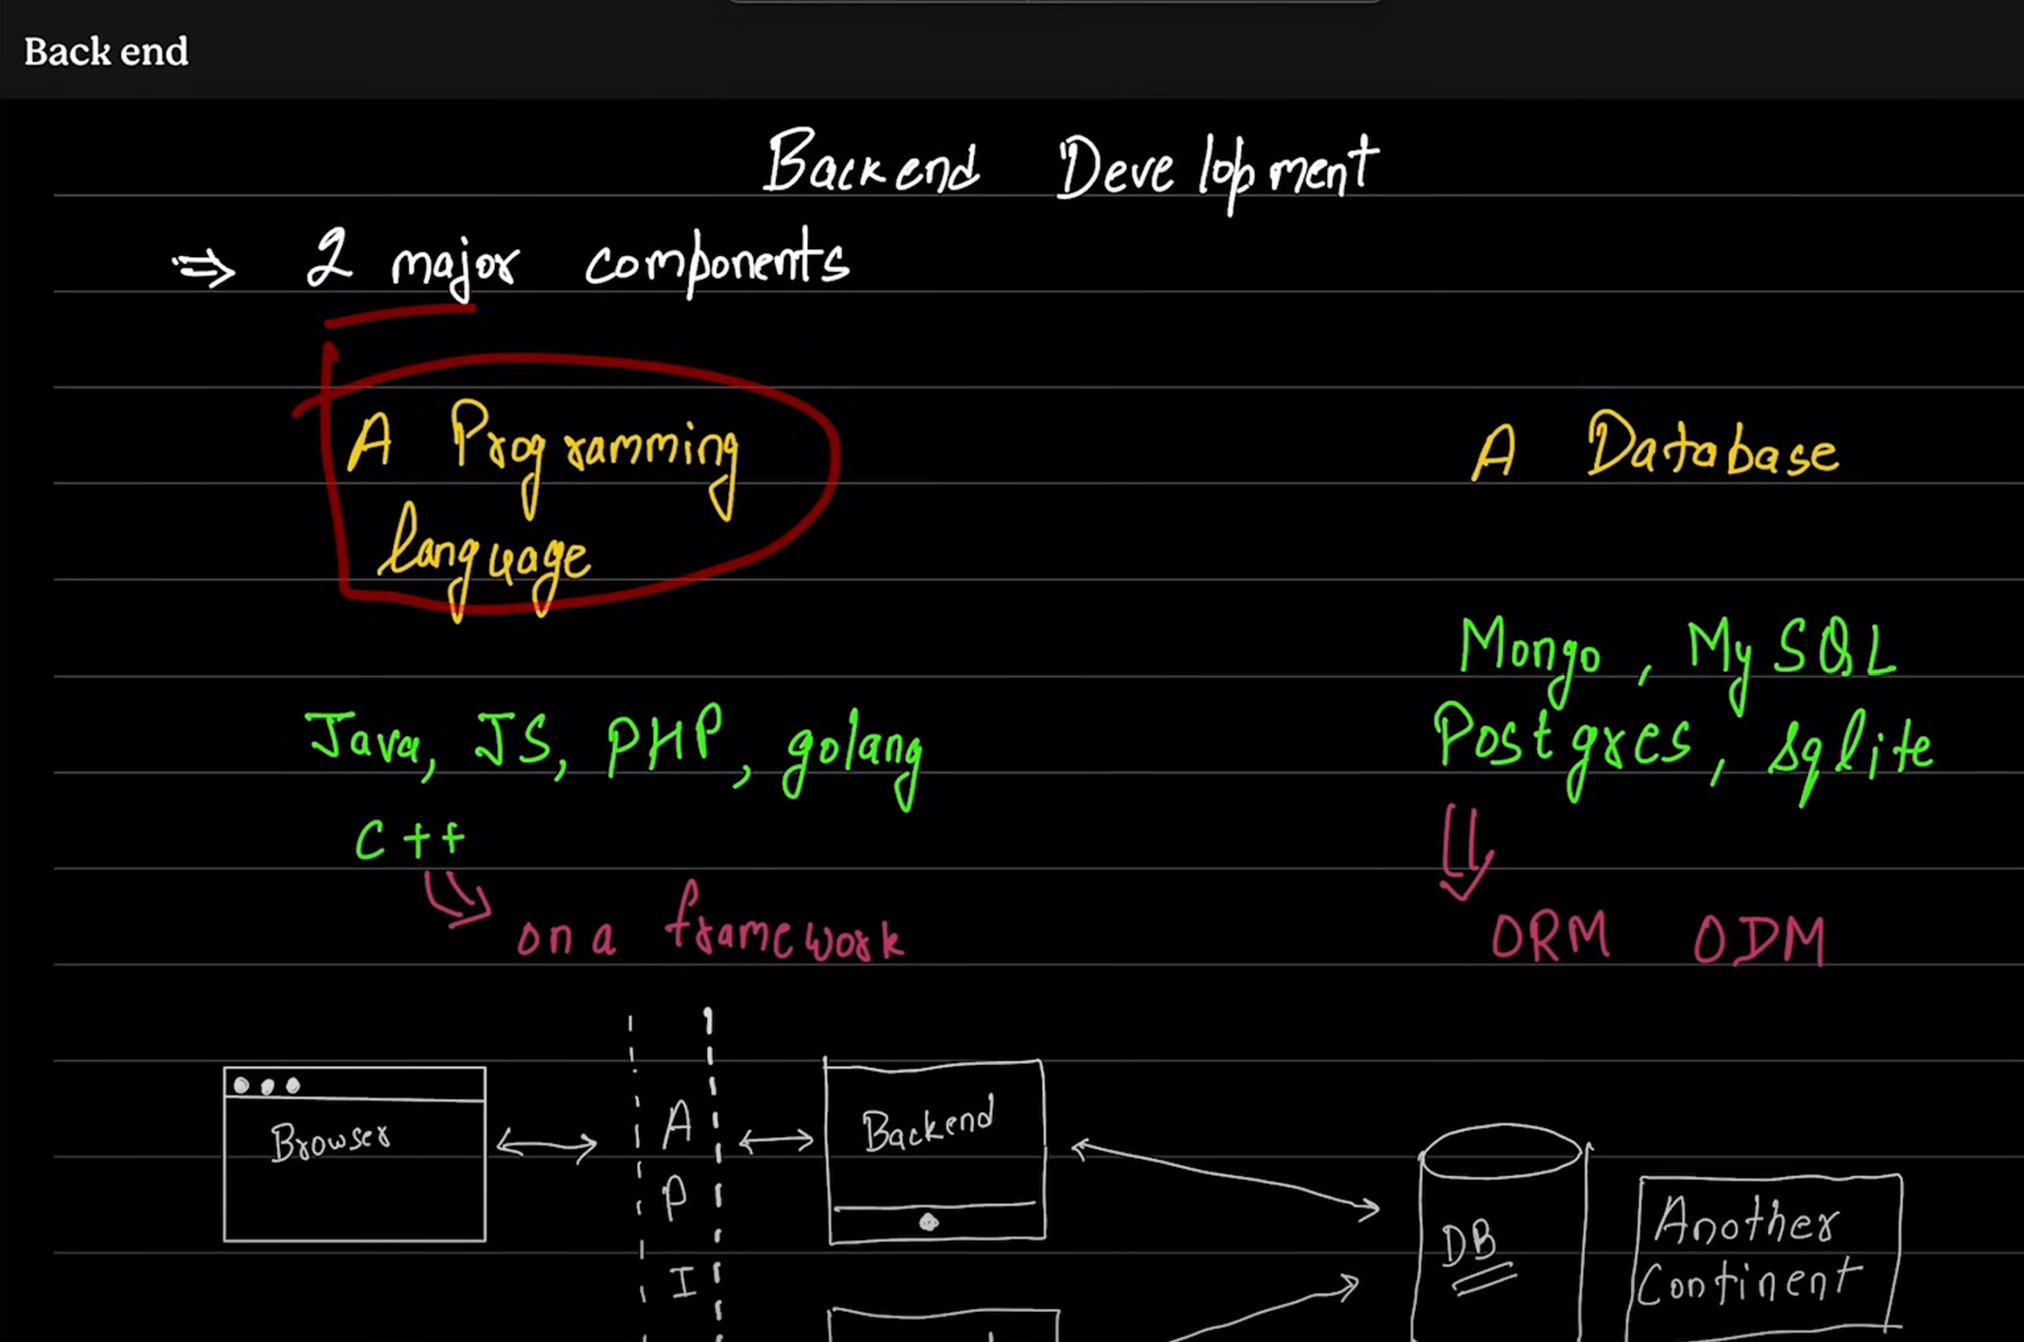 Back end
Backend Development
⇒ 2 major components
A Programming
language
A Database
Java, JS, PHP, golang
C++
on a framework
Mongo, MySQL
Postgres, sqlite
ORM ODM
Browser
A
P
I
Backend
DB
Another
Continent